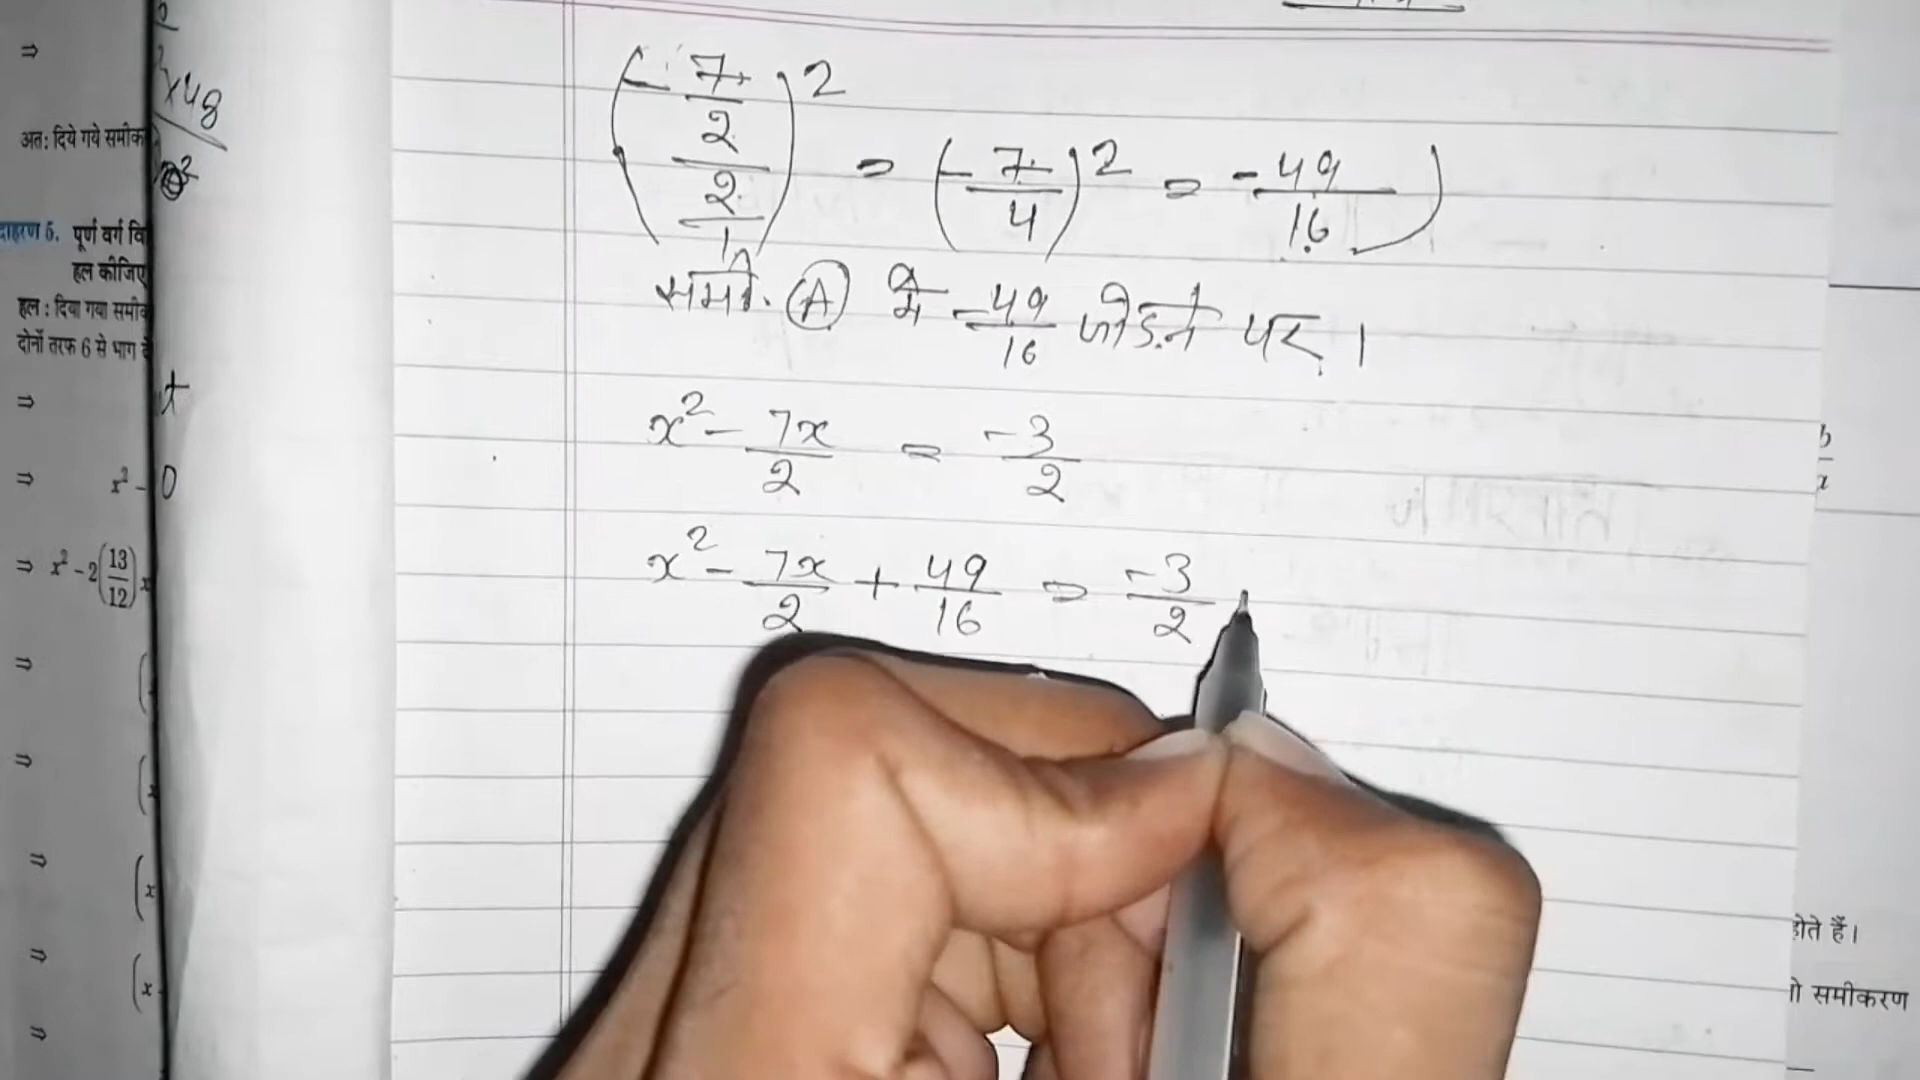 ⇒
×48
अत: दिये गये समीक
दाहरण 5. पूर्ण वर्ग वि
हल कीजिए
हल : दिया गया समीक
दोनों तरफ 6 से भाग
⇒
⇒ x² -
⇒ x² - 2(13/12)x
⇒
⇒
⇒ (x
⇒ (x
⇒
(-7/2/2/1)² = (-7/4)² = -49/16)
समी. (A) में -49/16 जोड़ने पर।
x² - 7x/2 = -3/2
x² - 7x/2 + 49/16 = -3/2
b/a
होते हैं।
समीकरण